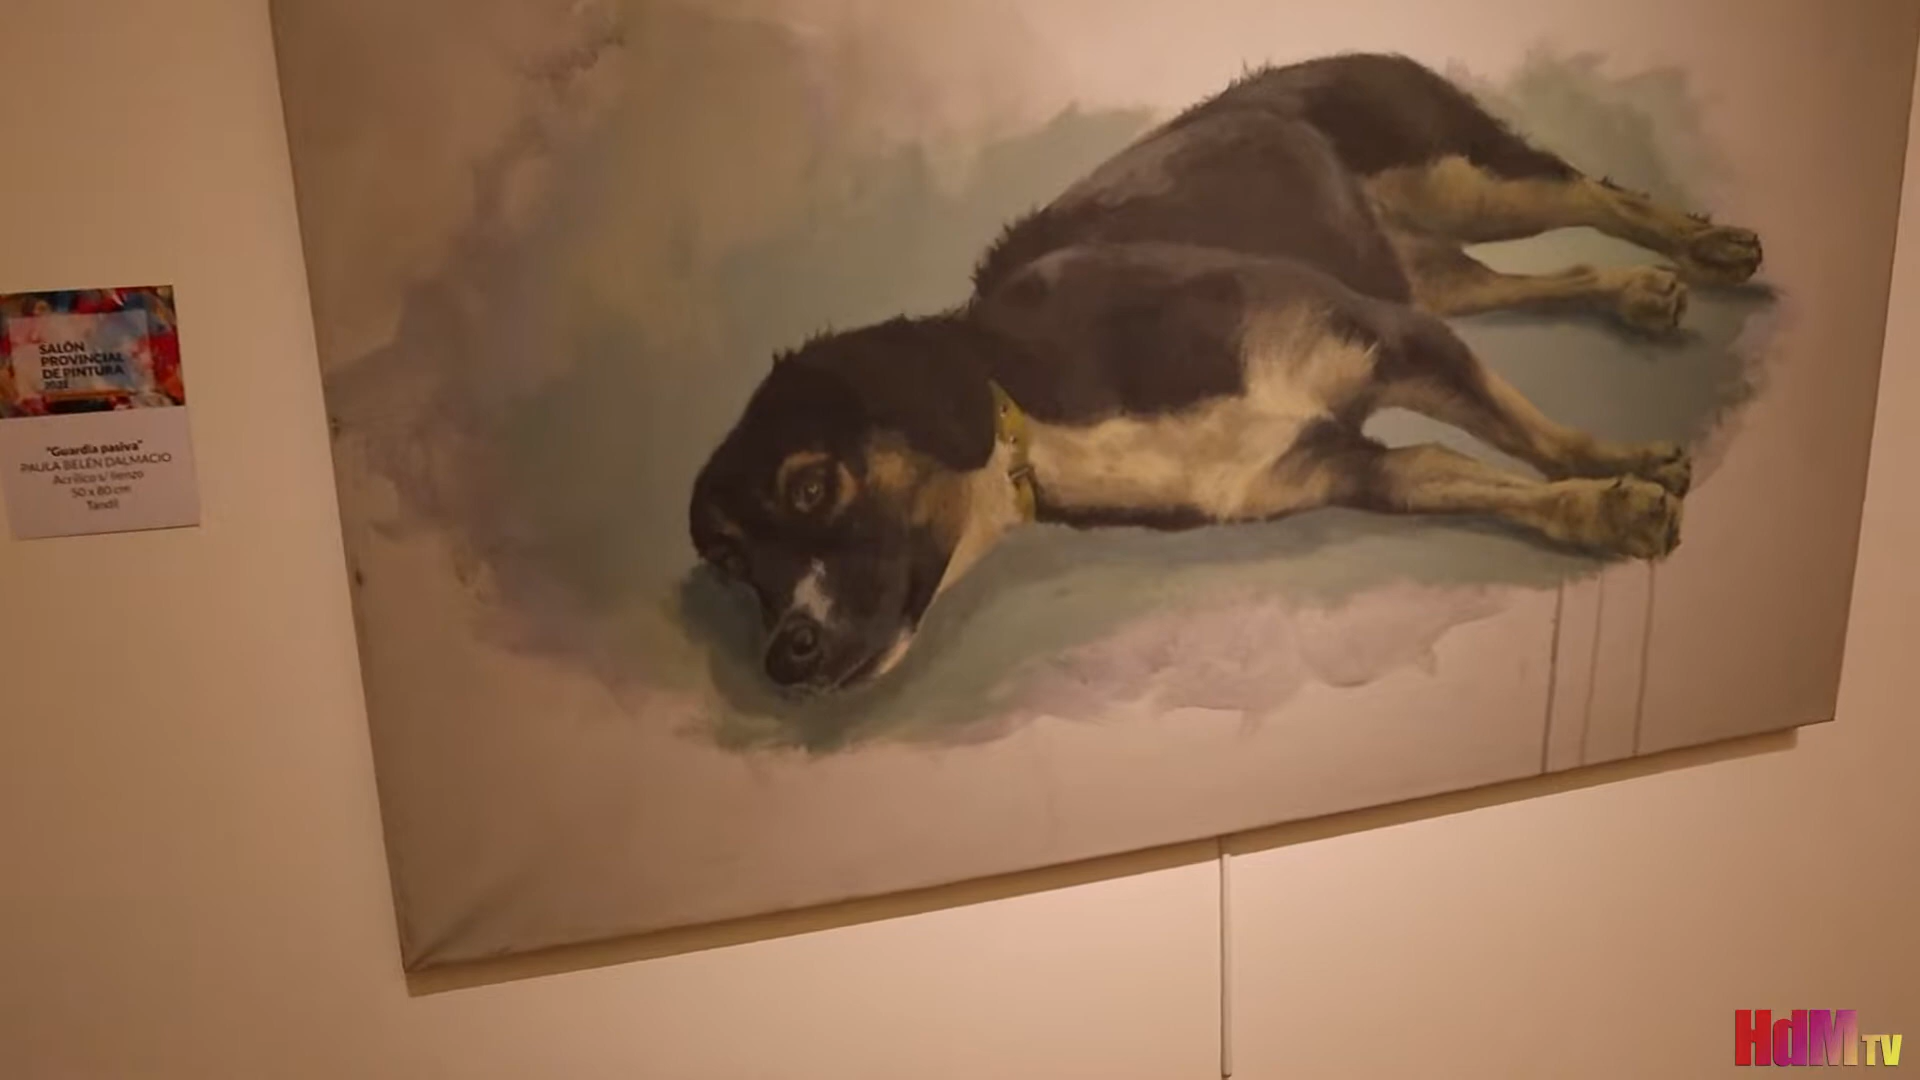 SALÓN
PROVINCIAL
DE PINTURA
"Guardia pasiva"
PAULA BELÉN DALMACIO
Acrílico s/ lienzo
50 x 80 cm
Tandil
HdM TV